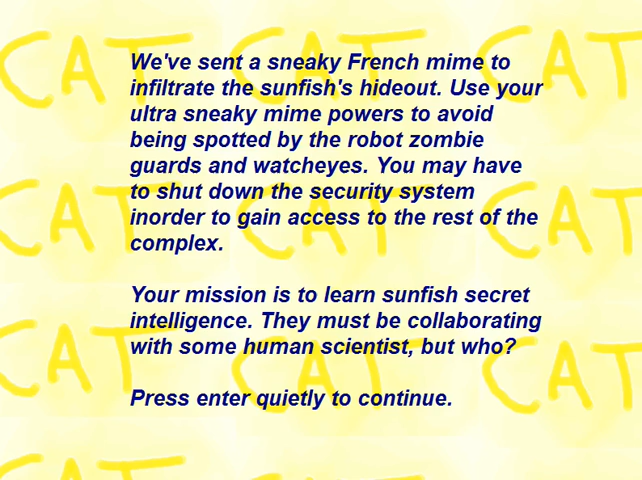 CAT CAT CAT
We've sent a sneaky French mime to
infiltrate the sunfish's hideout. Use your
ultra sneaky mime powers to avoid
being spotted by the robot zombie
guards and watcheyes. You may have
to shut down the security system
inorder to gain access to the rest of the
complex.
CAT CAT CAT
Your mission is to learn sunfish secret
intelligence. They must be collaborating
with some human scientist, but who?
CAT CAT CAT
Press enter quietly to continue.
CAT CAT CAT